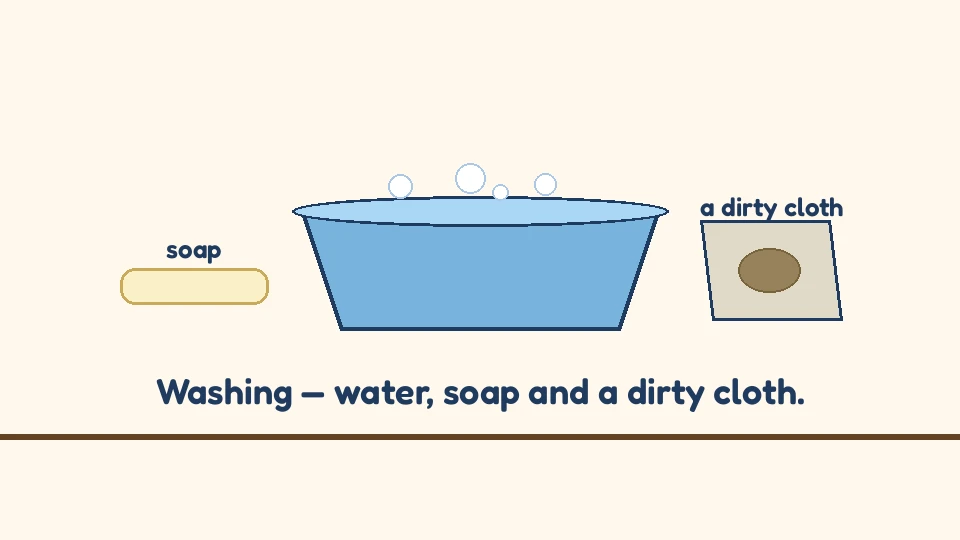 a dirty cloth
soap
Washing — water, soap and a dirty cloth.